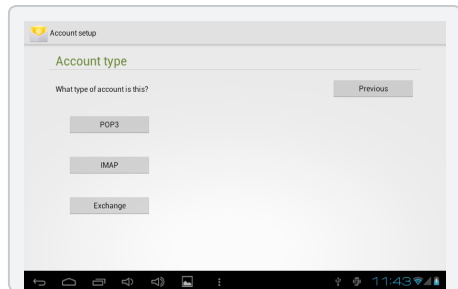 Account setup
Account type
What type of account is this?
Previous
POP3
IMAP
Exchange
11:43